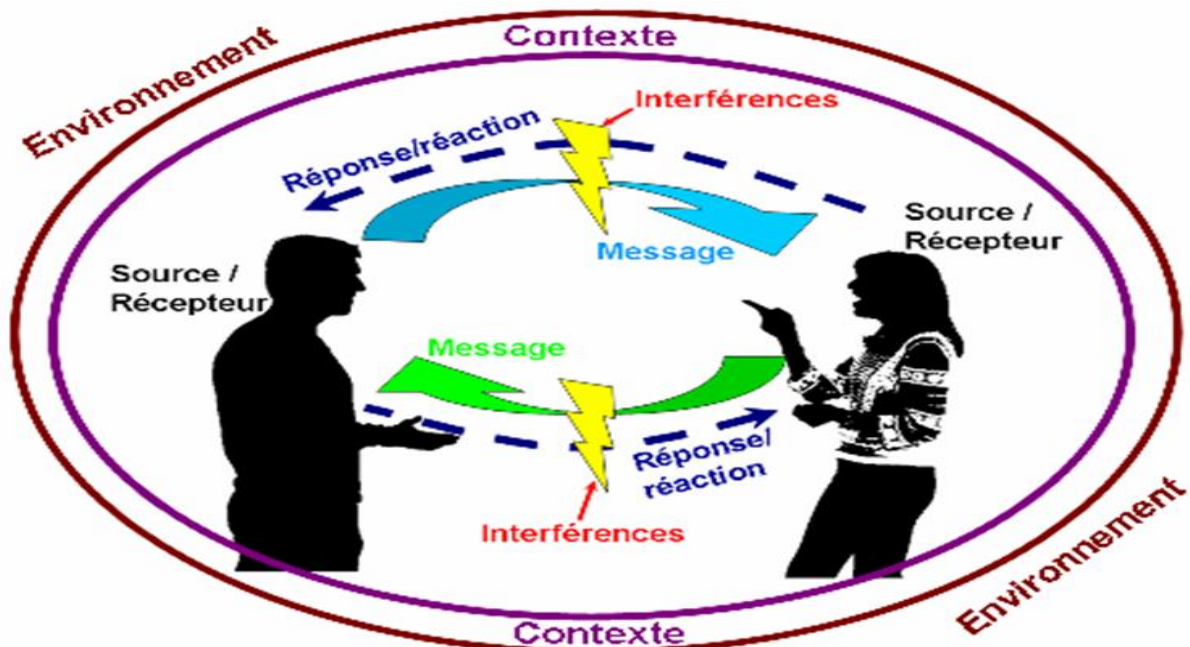 Contexte
Environnement
Interférences
Réponse/réaction
Source /
Récepteur
Message
Source /
Récepteur
Message
Réponse/
réaction
Interférences
Environnement
Contexte